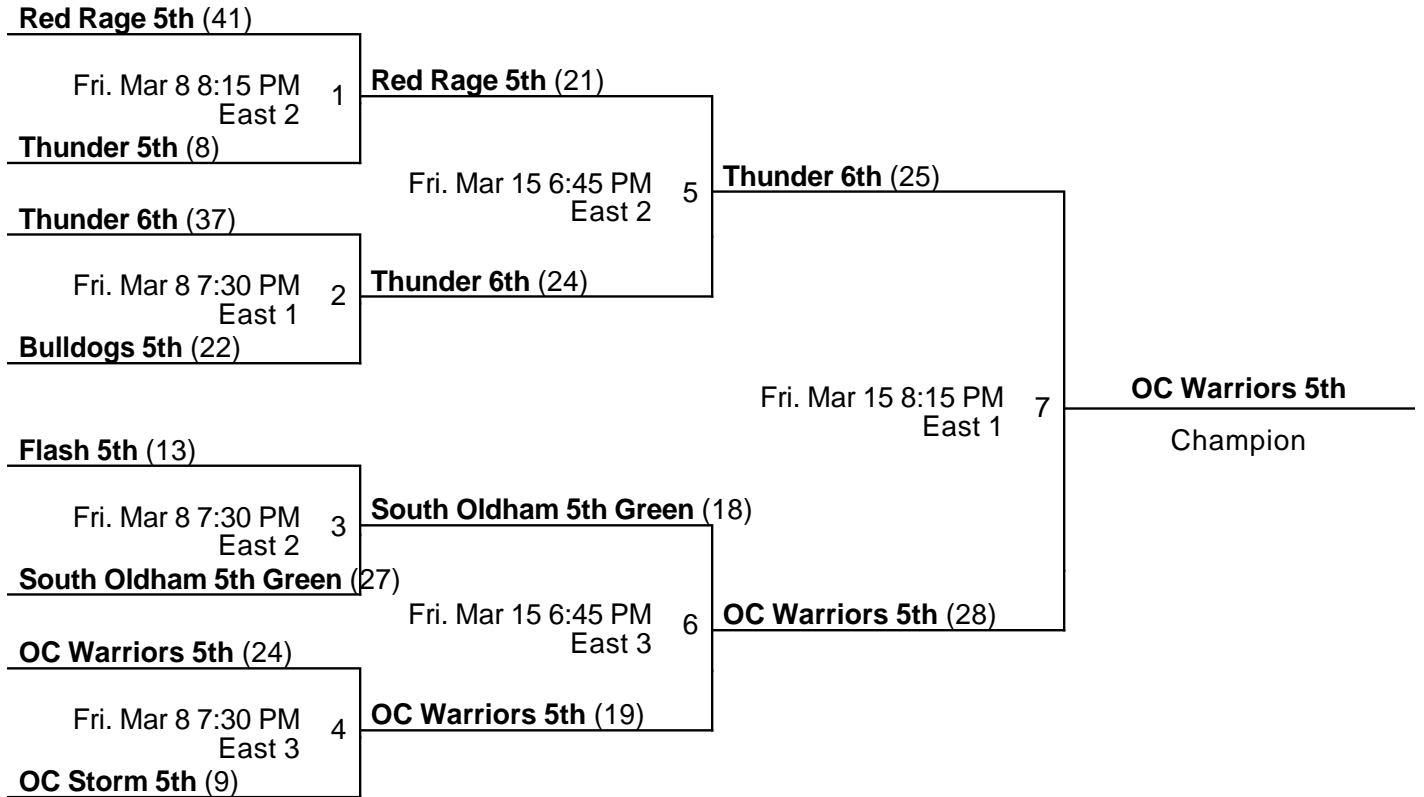 Red Rage 5th (41)
Fri. Mar 8 8:15 PM
East 2
1
Thunder 5th (8)
Thunder 6th (37)
Fri. Mar 8 7:30 PM
East 1
2
Bulldogs 5th (22)
Flash 5th (13)
Fri. Mar 8 7:30 PM
East 2
3
South Oldham 5th Green (27)
OC Warriors 5th (24)
Fri. Mar 8 7:30 PM
East 3
4
OC Storm 5th (9)
Red Rage 5th (21)
Fri. Mar 15 6:45 PM
East 2
5
Thunder 6th (24)
South Oldham 5th Green (18)
Fri. Mar 15 6:45 PM
East 3
6
OC Warriors 5th (19)
Thunder 6th (25)
Fri. Mar 15 8:15 PM
East 1
7
OC Warriors 5th (28)
OC Warriors 5th
Champion